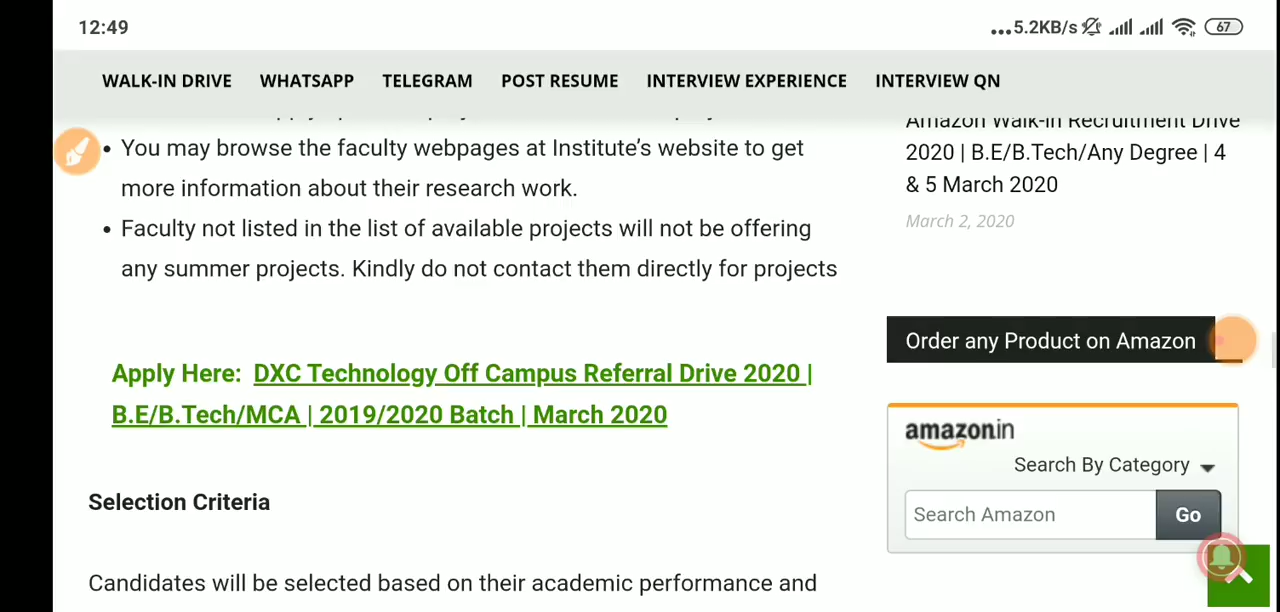 12:49
...5.2KB/s
67
WALK-IN DRIVE WHATSAPP TELEGRAM POST RESUME INTERVIEW EXPERIENCE INTERVIEW QN
• You may browse the faculty webpages at Institute's website to get
more information about their research work.
• Faculty not listed in the list of available projects will not be offering
any summer projects. Kindly do not contact them directly for projects
Apply Here: DXC Technology Off Campus Referral Drive 2020 |
B.E/B.Tech/MCA | 2019/2020 Batch | March 2020
Selection Criteria
Candidates will be selected based on their academic performance and
Amazon Walk-in Recruitment Drive
2020 | B.E/B.Tech/Any Degree | 4
& 5 March 2020
March 2, 2020
Order any Product on Amazon
amazon.in
Search By Category
Search Amazon
Go